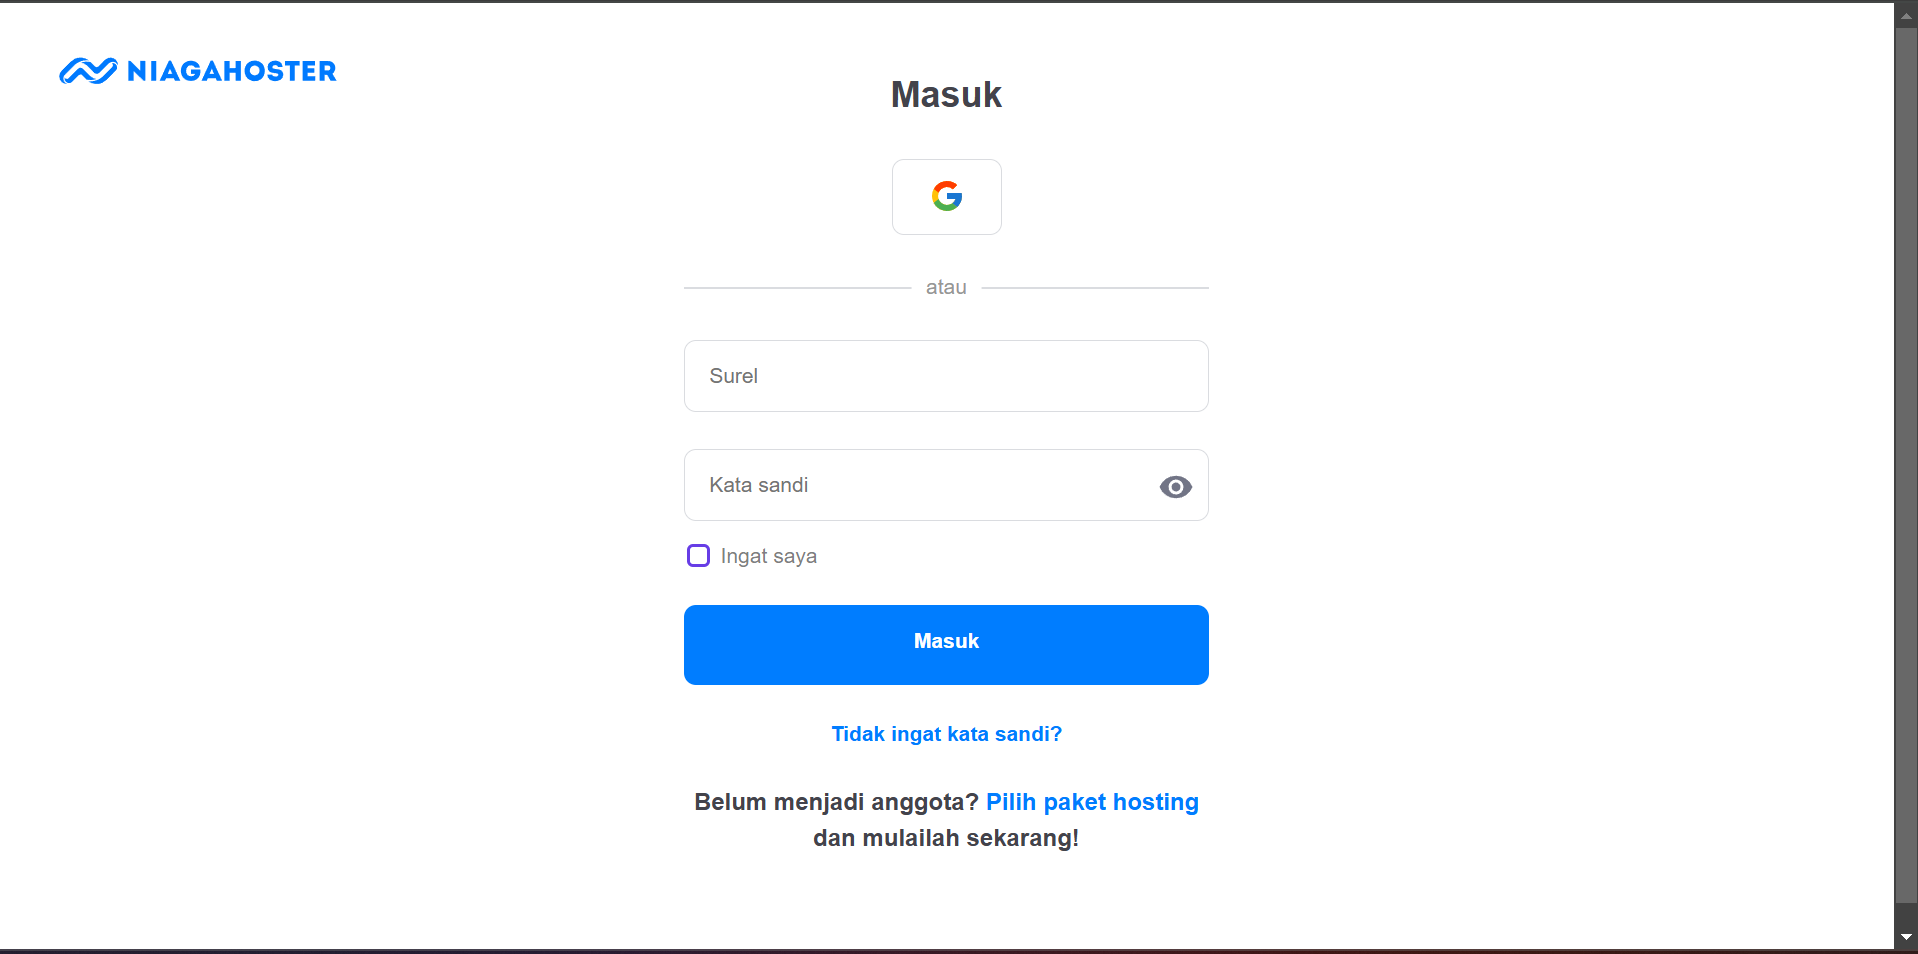 NIAGAHOSTER
Masuk
atau
Surel
Kata sandi
Ingat saya
Masuk
Tidak ingat kata sandi?
Belum menjadi anggota? Pilih paket hosting
dan mulailah sekarang!